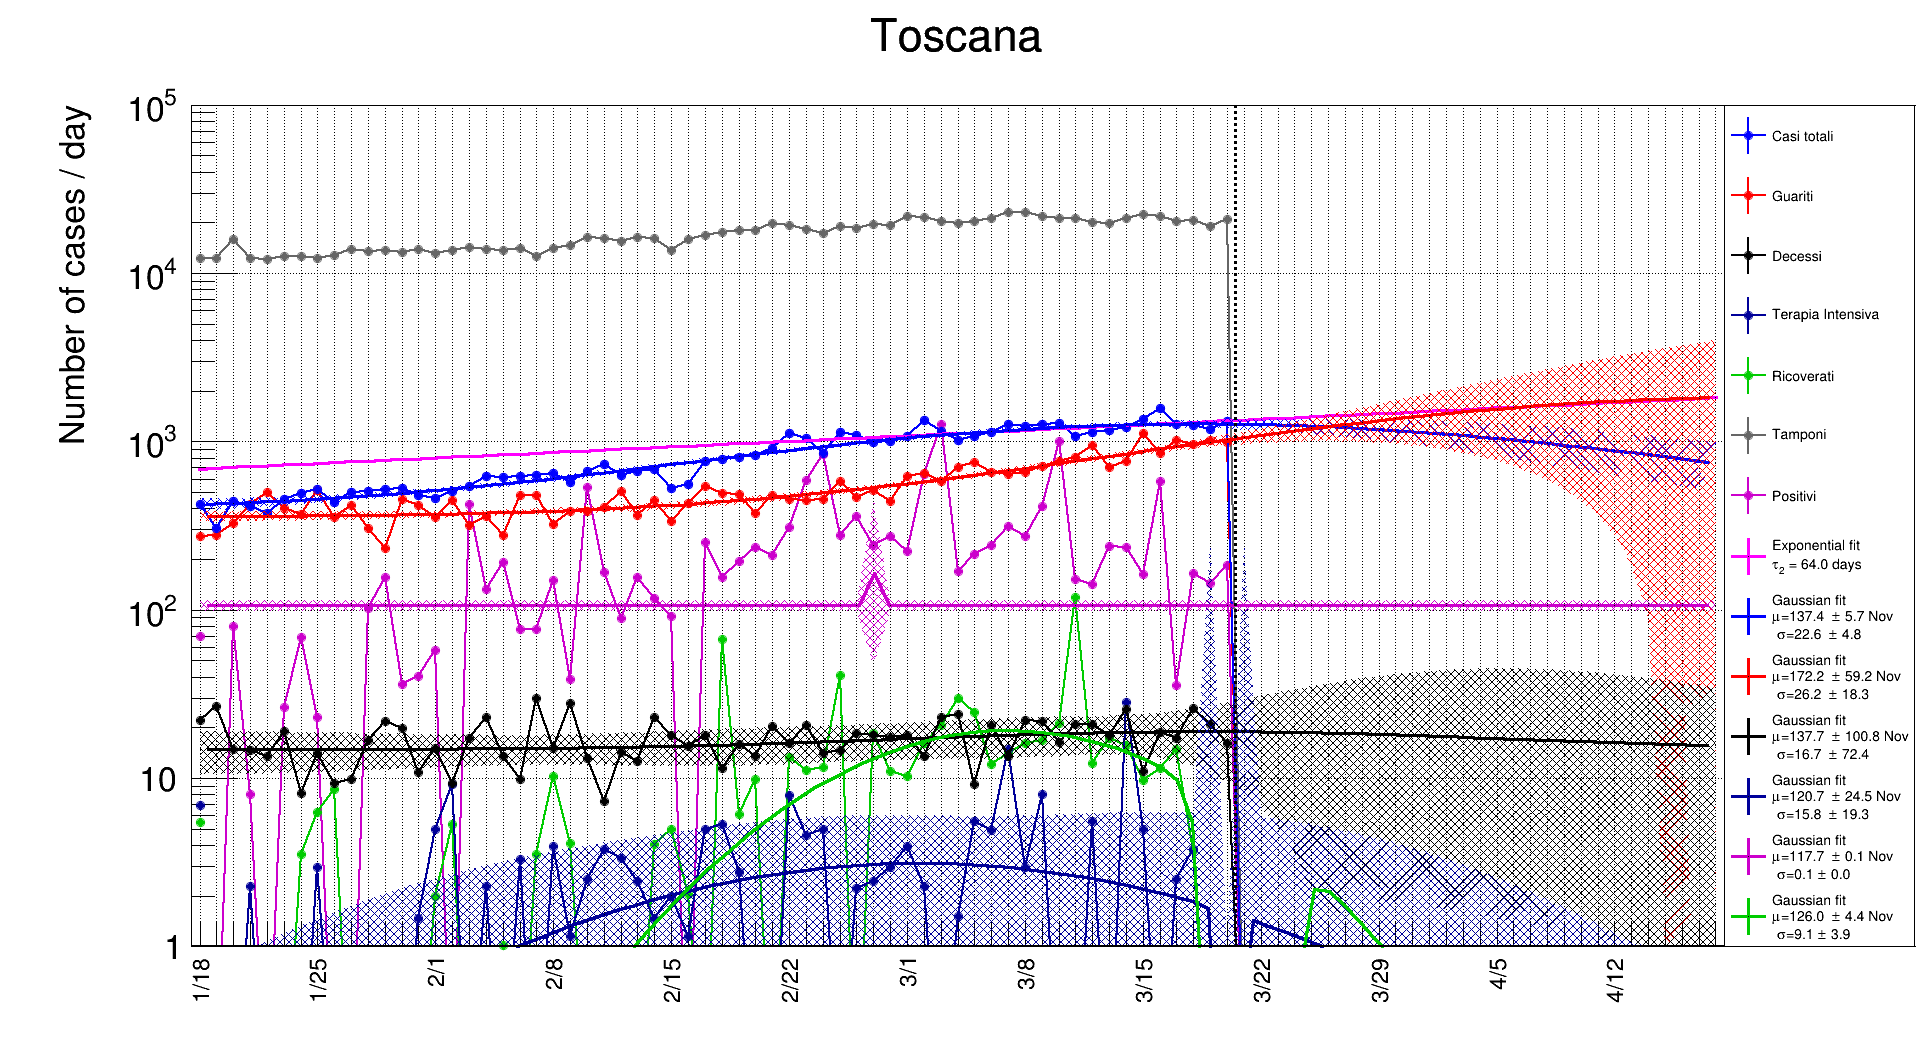 Toscana
Number of cases / day
10^5
10^4
10^3
10^2
10
1
1/18
1/25
2/1
2/8
2/15
2/22
3/1
3/8
3/15
3/22
3/29
4/5
4/12
Casi totali
Guariti
Decessi
Terapia Intensiva
Ricoverati
Tamponi
Positivi
Exponential fit
τ₂ = 64.0 days
Gaussian fit
μ=137.4 ± 5.7 Nov
σ=22.6 ± 4.8
Gaussian fit
μ=172.2 ± 59.2 Nov
σ=26.2 ± 18.3
Gaussian fit
μ=137.7 ± 100.8 Nov
σ=16.7 ± 72.4
Gaussian fit
μ=120.7 ± 24.5 Nov
σ=15.8 ± 19.3
Gaussian fit
μ=117.7 ± 0.1 Nov
σ=0.1 ± 0.0
Gaussian fit
μ=126.0 ± 4.4 Nov
σ=9.1 ± 3.9